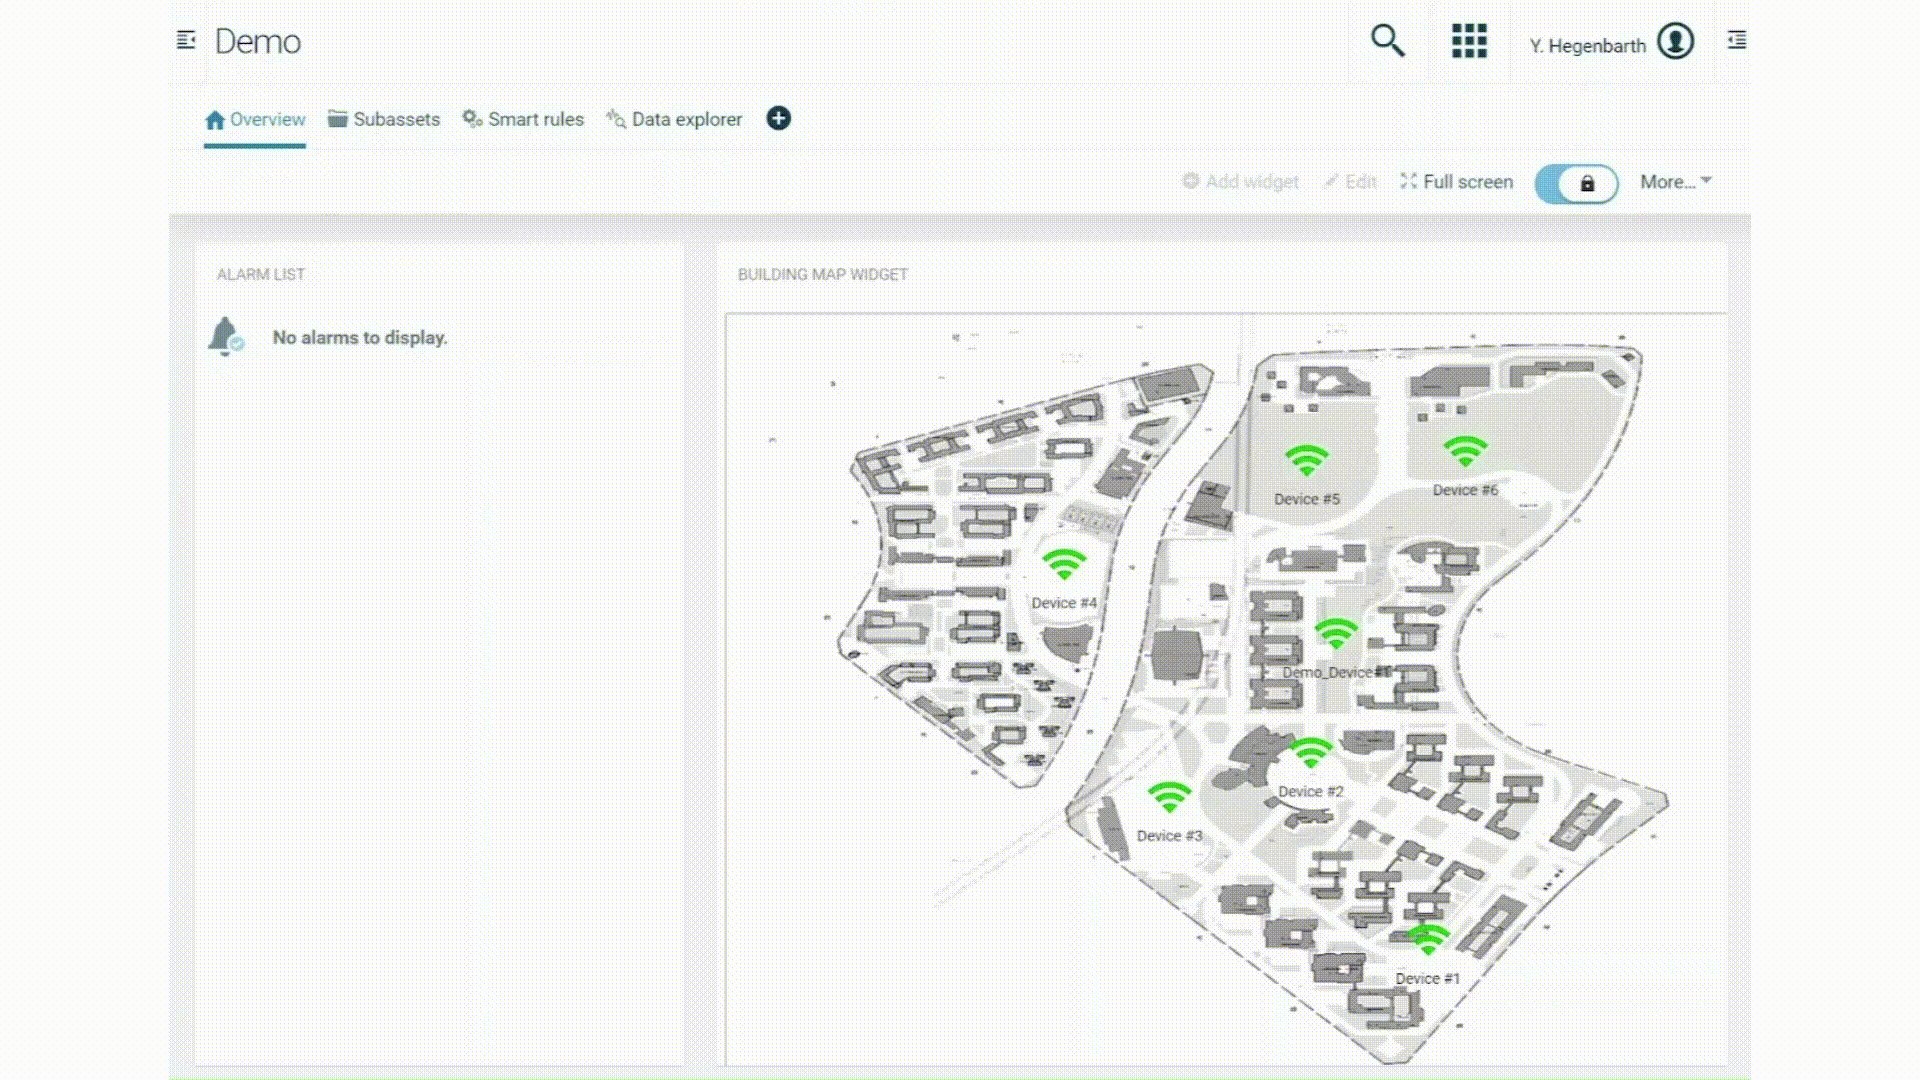 Demo
Y. Hegenbarth
Overview Subassets Smart rules Data explorer
Add widget Edit Full screen More...
ALARM LIST
No alarms to display.
BUILDING MAP WIDGET
Device #5
Device #6
Device #4
Demo_Device#
Device #2
Device #3
Device #1